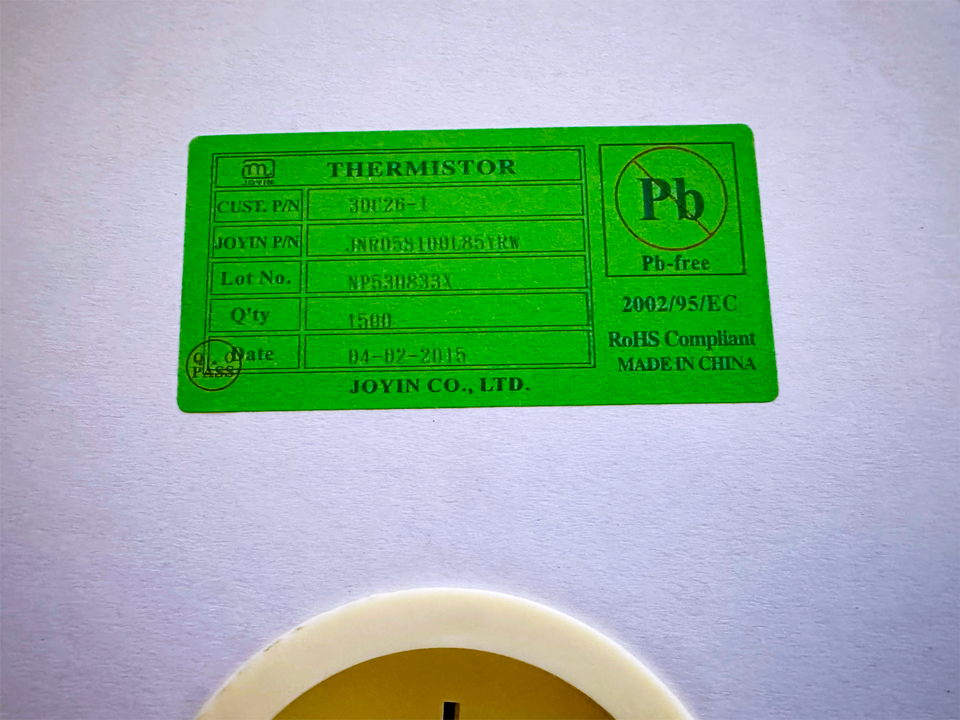 JOYIN THERMISTOR
CUST. P/N 30C26-1
JOYIN P/N JNR05S100L85YRW
Lot No. NP530833X
Q'ty 1500
Date 04-02-2015
Q.C PASS
JOYIN CO., LTD.
Pb
Pb-free
2002/95/EC
RoHS Compliant
MADE IN CHINA